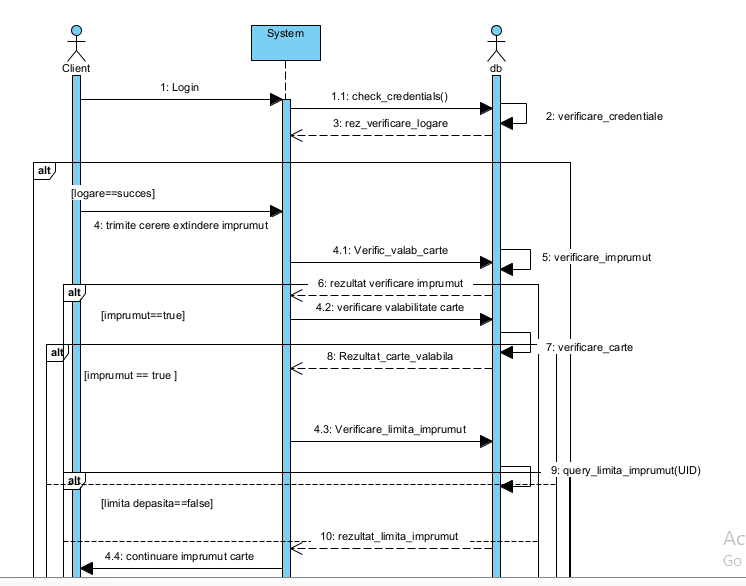 System
Client
db
1: Login
1.1: check_credentials()
2: verificare_credentiale
3: rez_verificare_logare
alt
[logare==succes]
4: trimite cerere extindere imprumut
4.1: Verific_valab_carte
5: verificare_imprumut
6: rezultat verificare imprumut
alt
4.2: verificare valabilitate carte
[imprumut==true]
7: verificare_carte
alt
8: Rezultat_carte_valabila
[imprumut == true ]
4.3: Verificare_limita_imprumut
9: query_limita_imprumut(UID)
alt
[limita depasita==false]
10: rezultat_limita_imprumut
4.4: continuare imprumut carte
Ac
Go